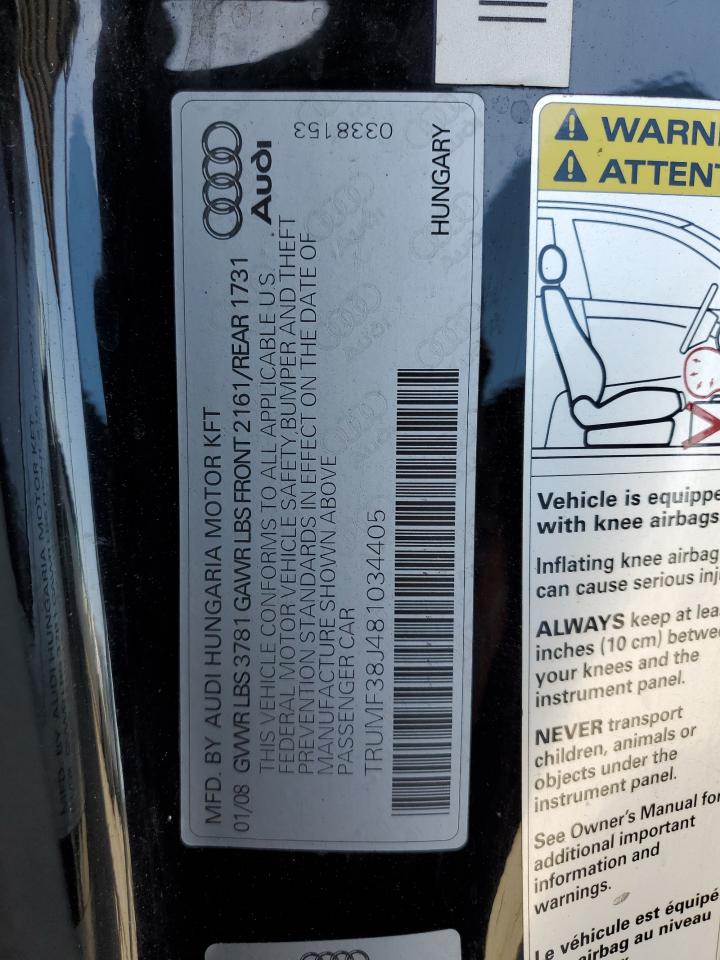 MFD. BY AUDI HUNGARIA MOTOR KFT
01/08 GVWR LBS 3781 GAWR LBS FRONT 2161/REAR 1731
THIS VEHICLE CONFORMS TO ALL APPLICABLE U.S.
FEDERAL MOTOR VEHICLE SAFETY BUMPER AND THEFT
PREVENTION STANDARDS IN EFFECT ON THE DATE OF
MANUFACTURE SHOWN ABOVE
PASSENGER CAR
TRUMF38J481034405
Audi
0338153
HUNGARY
WARNI
ATTENT
Vehicle is equippe
with knee airbags
Inflating knee airbag
can cause serious inj
ALWAYS keep at lea
inches (10 cm) betwe
your knees and the
instrument panel.
NEVER transport
children, animals or
objects under the
instrument panel.
See Owner's Manual for
additional important
information and
warnings.
Le véhicule est équipé
airbag au niveau